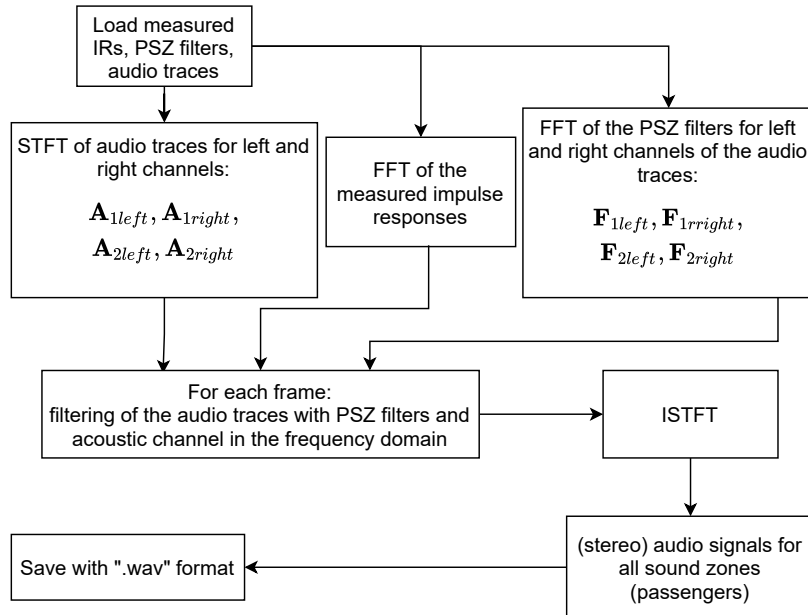 Load measured
IRs, PSZ filters,
audio traces
STFT of audio traces for left and
right channels:
A1left, A1right,
A2left, A2right
FFT of the
measured impulse
responses
FFT of the PSZ filters for left
and right channels of the audio
traces:
F1left, F1rright,
F2left, F2right
For each frame:
filtering of the audio traces with PSZ filters and
acoustic channel in the frequency domain
ISTFT
(stereo) audio signals for
all sound zones
(passengers)
Save with ".wav" format